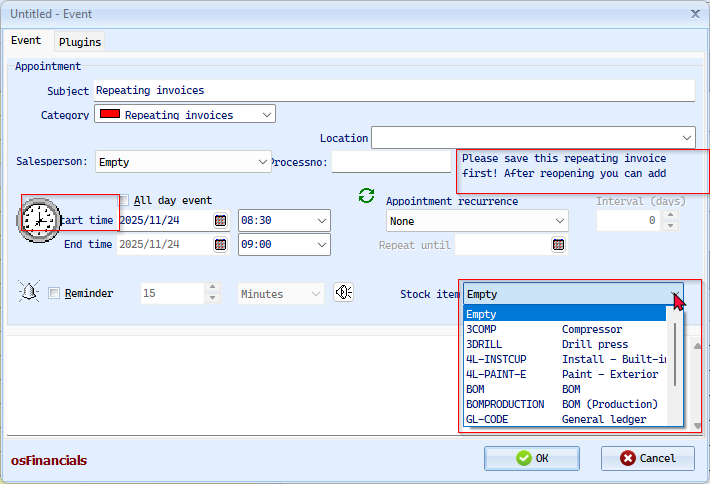 Untitled - Event
Event
Plugins
Appointment
Subject
Repeating invoices
Category
Repeating invoices
Location
Salesperson:
Empty
Processno:
Please save this repeating invoice
first! After reopening you can add
All day event
Appointment recurrence
Interval (days)
tart time
2025/11/24
08:30
None
0
End time
2025/11/24
09:00
Repeat until
Reminder
15
Minutes
Stock item
Empty
Empty
3COMP Compressor
3DRILL Drill press
4L-INSTCUP Install - Built-in
4L-PAINT-E Paint - Exterior
BOM BOM
BOMPRODUCTION BOM (Production)
GL-CODE General ledger
osFinancials
OK
Cancel